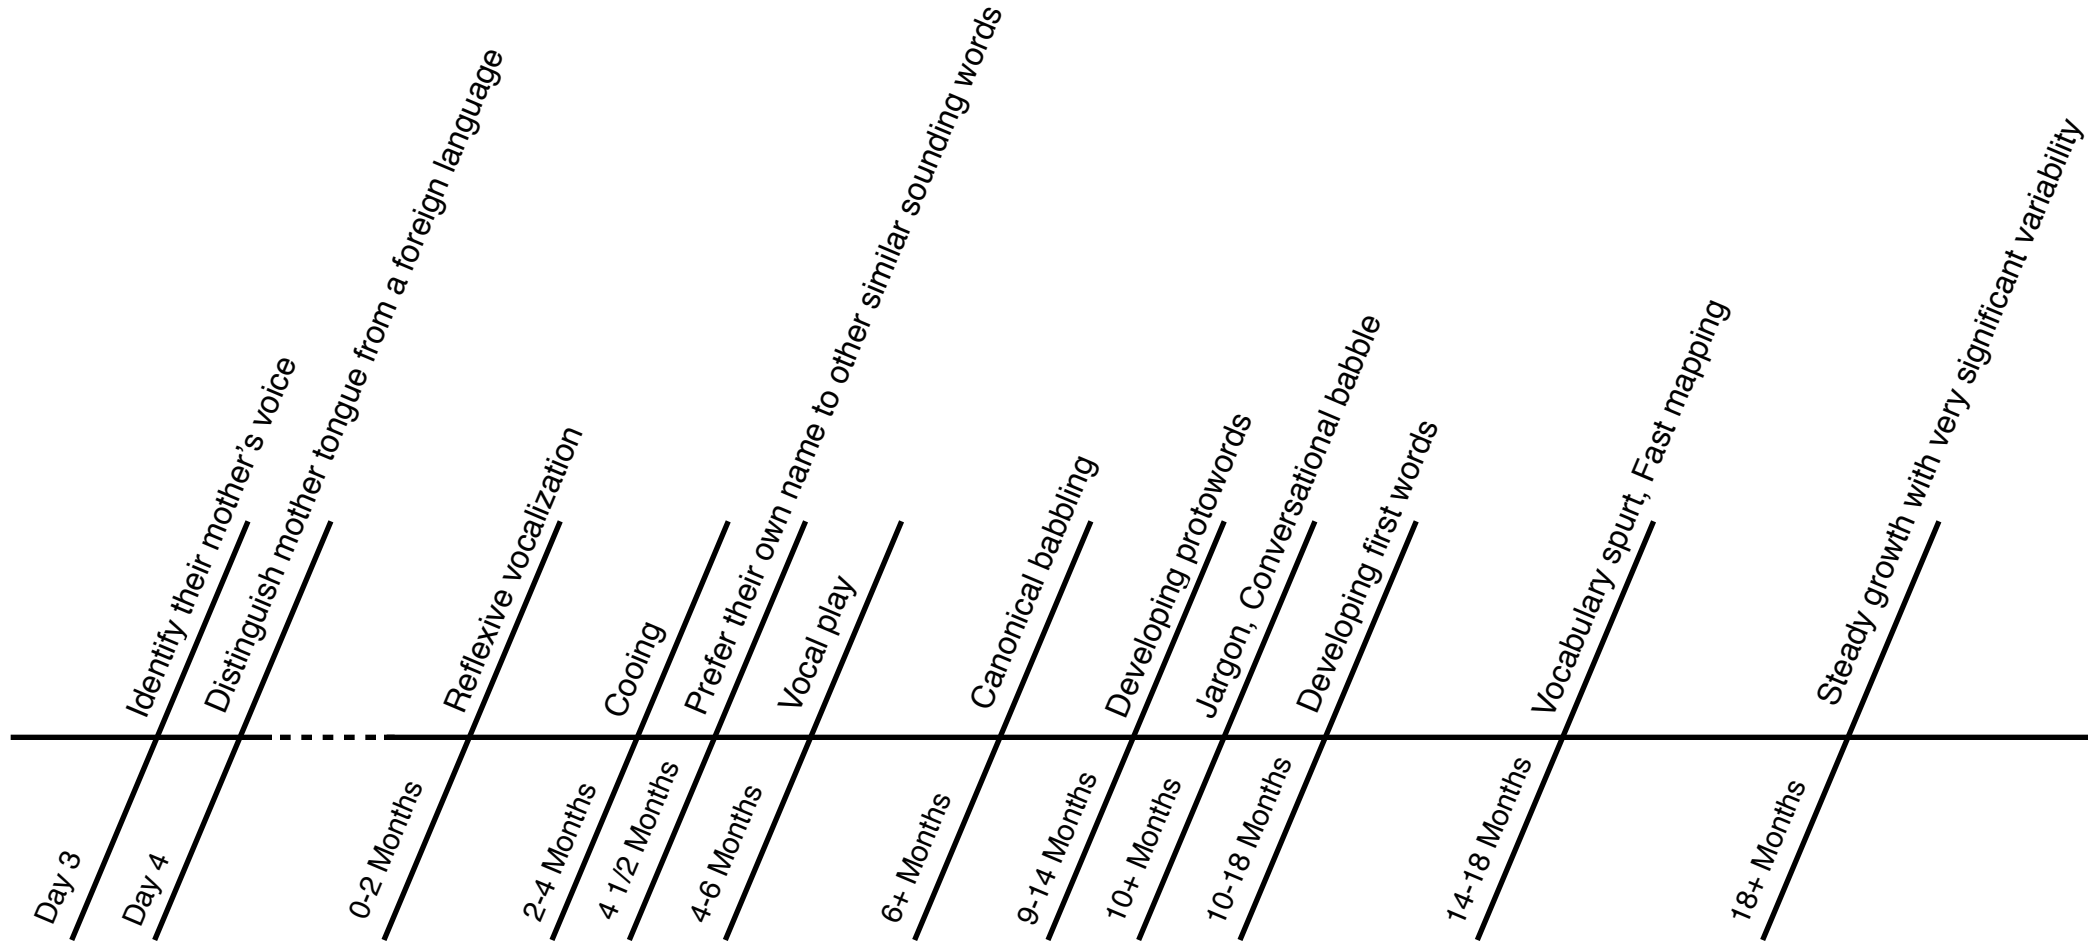 Identify their mother's voice
Distinguish mother tongue from a foreign language
Reflexive vocalization
Cooing
Prefer their own name to other similar sounding words
Vocal play
Canonical babbling
Developing protowords
Jargon, Conversational babble
Developing first words
Vocabulary spurt, Fast mapping
Steady growth with very significant variability
Day 3
Day 4
0-2 Months
2-4 Months
4 1/2 Months
4-6 Months
6+ Months
9-14 Months
10+ Months
10-18 Months
14-18 Months
18+ Months